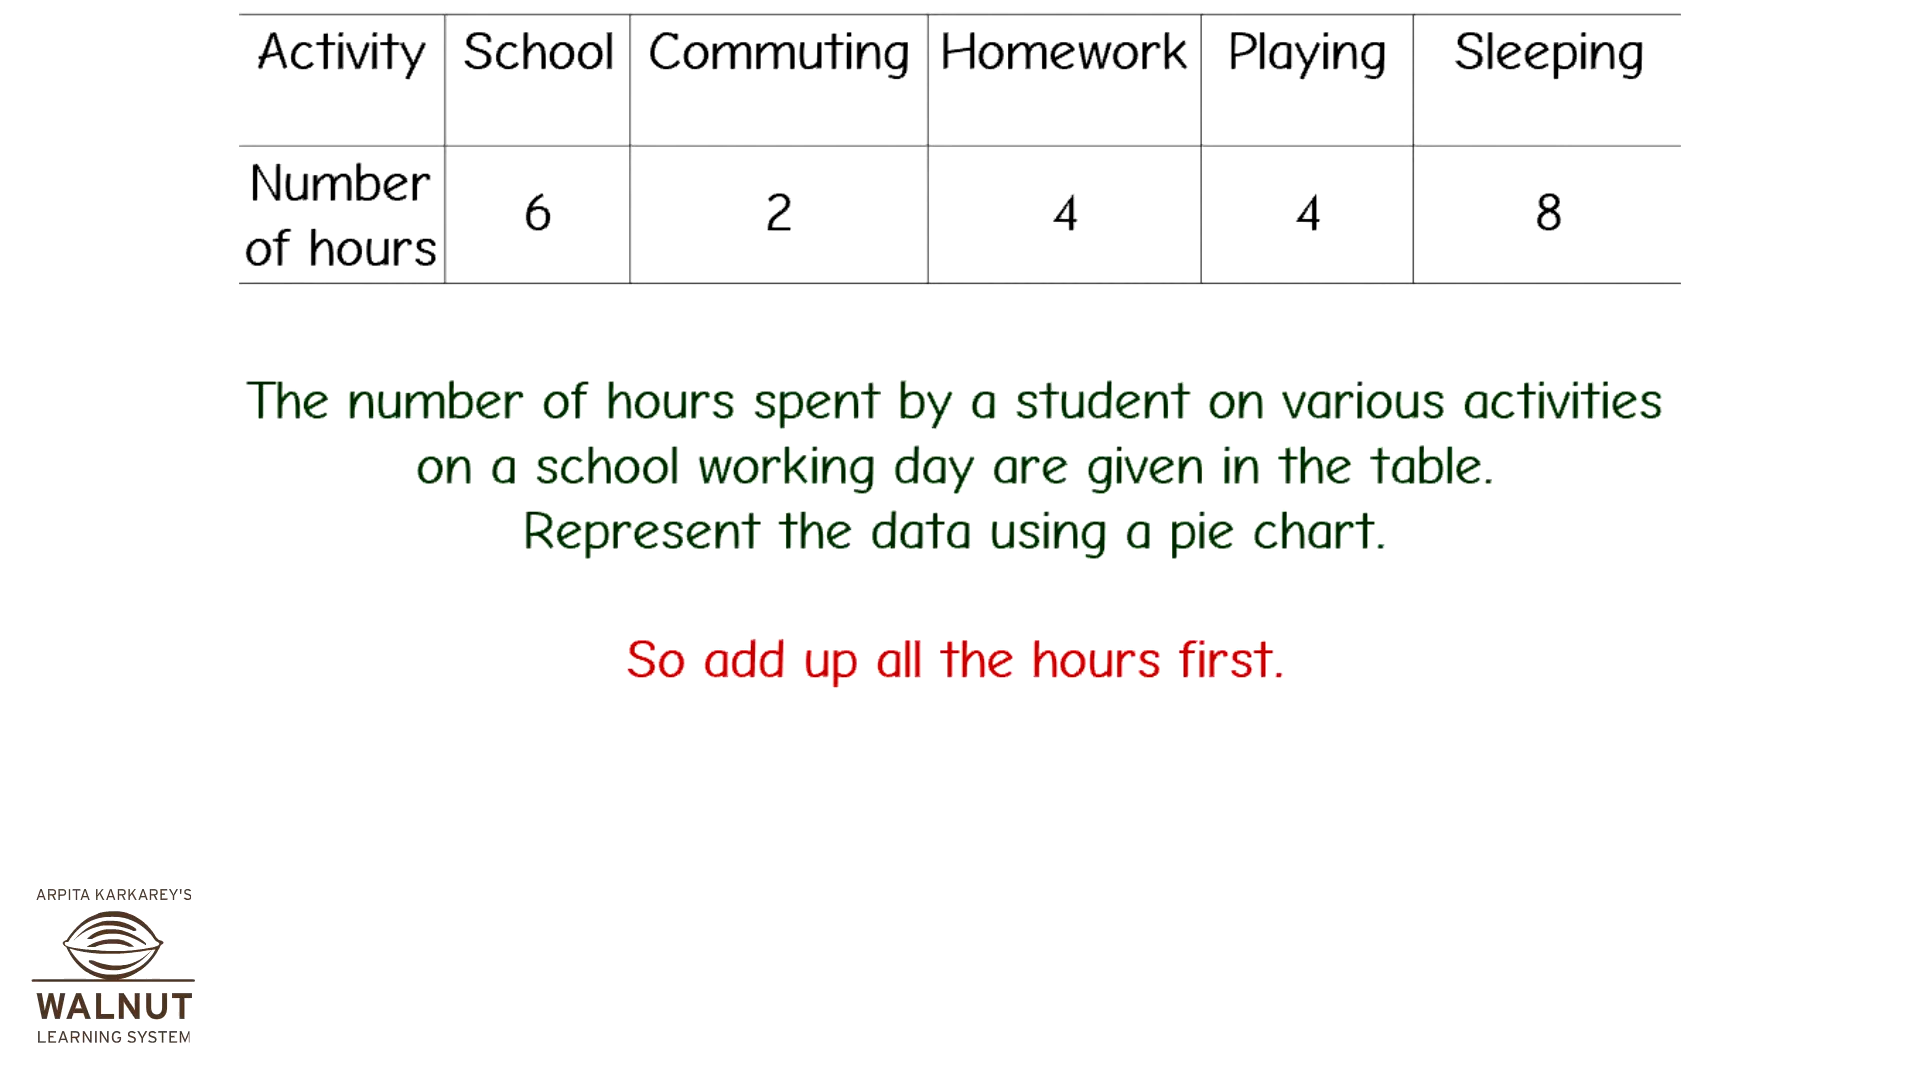 Activity School Commuting Homework Playing Sleeping
Number
of hours 6 2 4 4 8
The number of hours spent by a student on various activities
on a school working day are given in the table.
Represent the data using a pie chart.
So add up all the hours first.
ARPITA KARKAREY'S
WALNUT
LEARNING SYSTEM